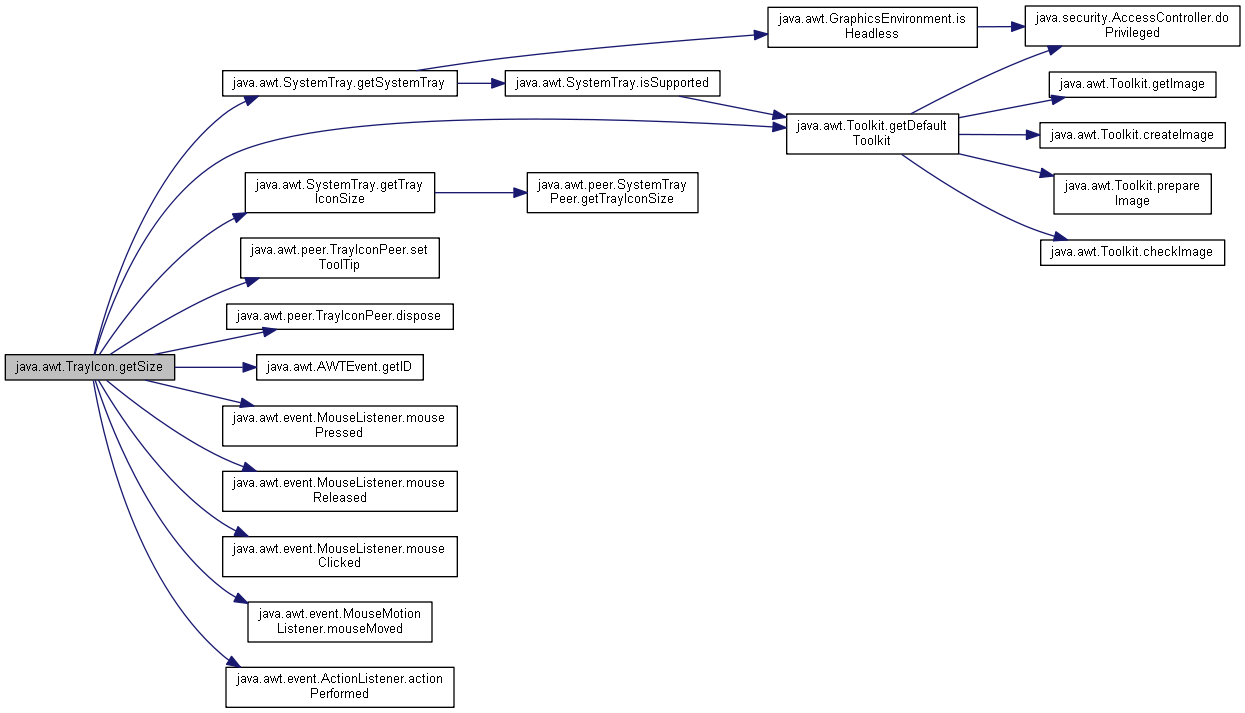 java.awt.GraphicsEnvironment.is
Headless
java.security.AccessController.do
Privileged
java.awt.SystemTray.getSystemTray
java.awt.SystemTray.isSupported
java.awt.Toolkit.getImage
java.awt.Toolkit.getDefault
Toolkit
java.awt.Toolkit.createImage
java.awt.SystemTray.getTray
IconSize
java.awt.peer.SystemTray
Peer.getTrayIconSize
java.awt.Toolkit.prepare
Image
java.awt.peer.TrayIconPeer.set
ToolTip
java.awt.Toolkit.checkImage
java.awt.peer.TrayIconPeer.dispose
java.awt.TrayIcon.getSize
java.awt.AWTEvent.getID
java.awt.event.MouseListener.mouse
Pressed
java.awt.event.MouseListener.mouse
Released
java.awt.event.MouseListener.mouse
Clicked
java.awt.event.MouseMotion
Listener.mouseMoved
java.awt.event.ActionListener.action
Performed